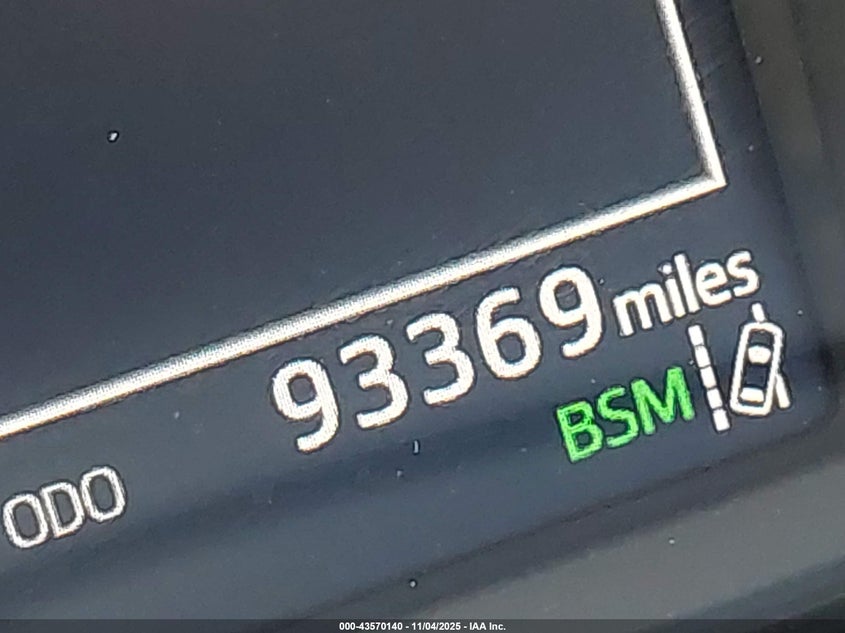 93369 miles
BSM
ODO
000-43570140 - 11/04/2025 - IAA Inc.